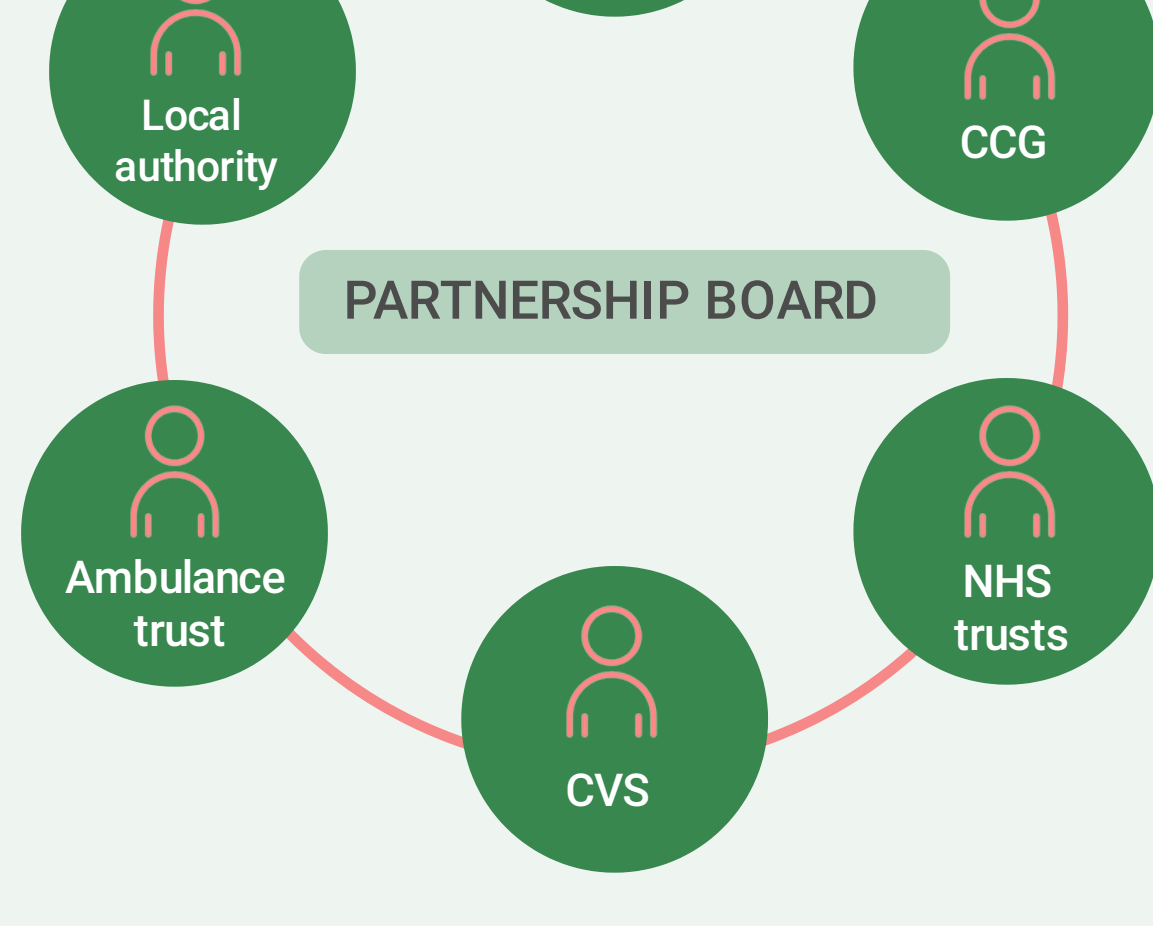 Local
authority
CCG
PARTNERSHIP BOARD
Ambulance
trust
NHS
trusts
CVS